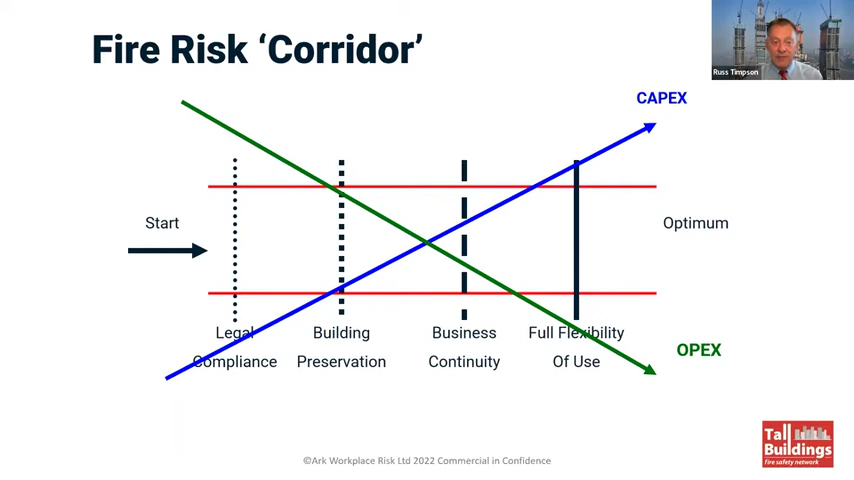 Fire Risk ‘Corridor’
Russ Timpson
CAPEX
Start
Optimum
Legal
Compliance
Building
Preservation
Business
Continuity
Full Flexibility
Of Use
OPEX
Tall
Buildings
fire safety network
©Ark Workplace Risk Ltd 2022 Commercial in Confidence